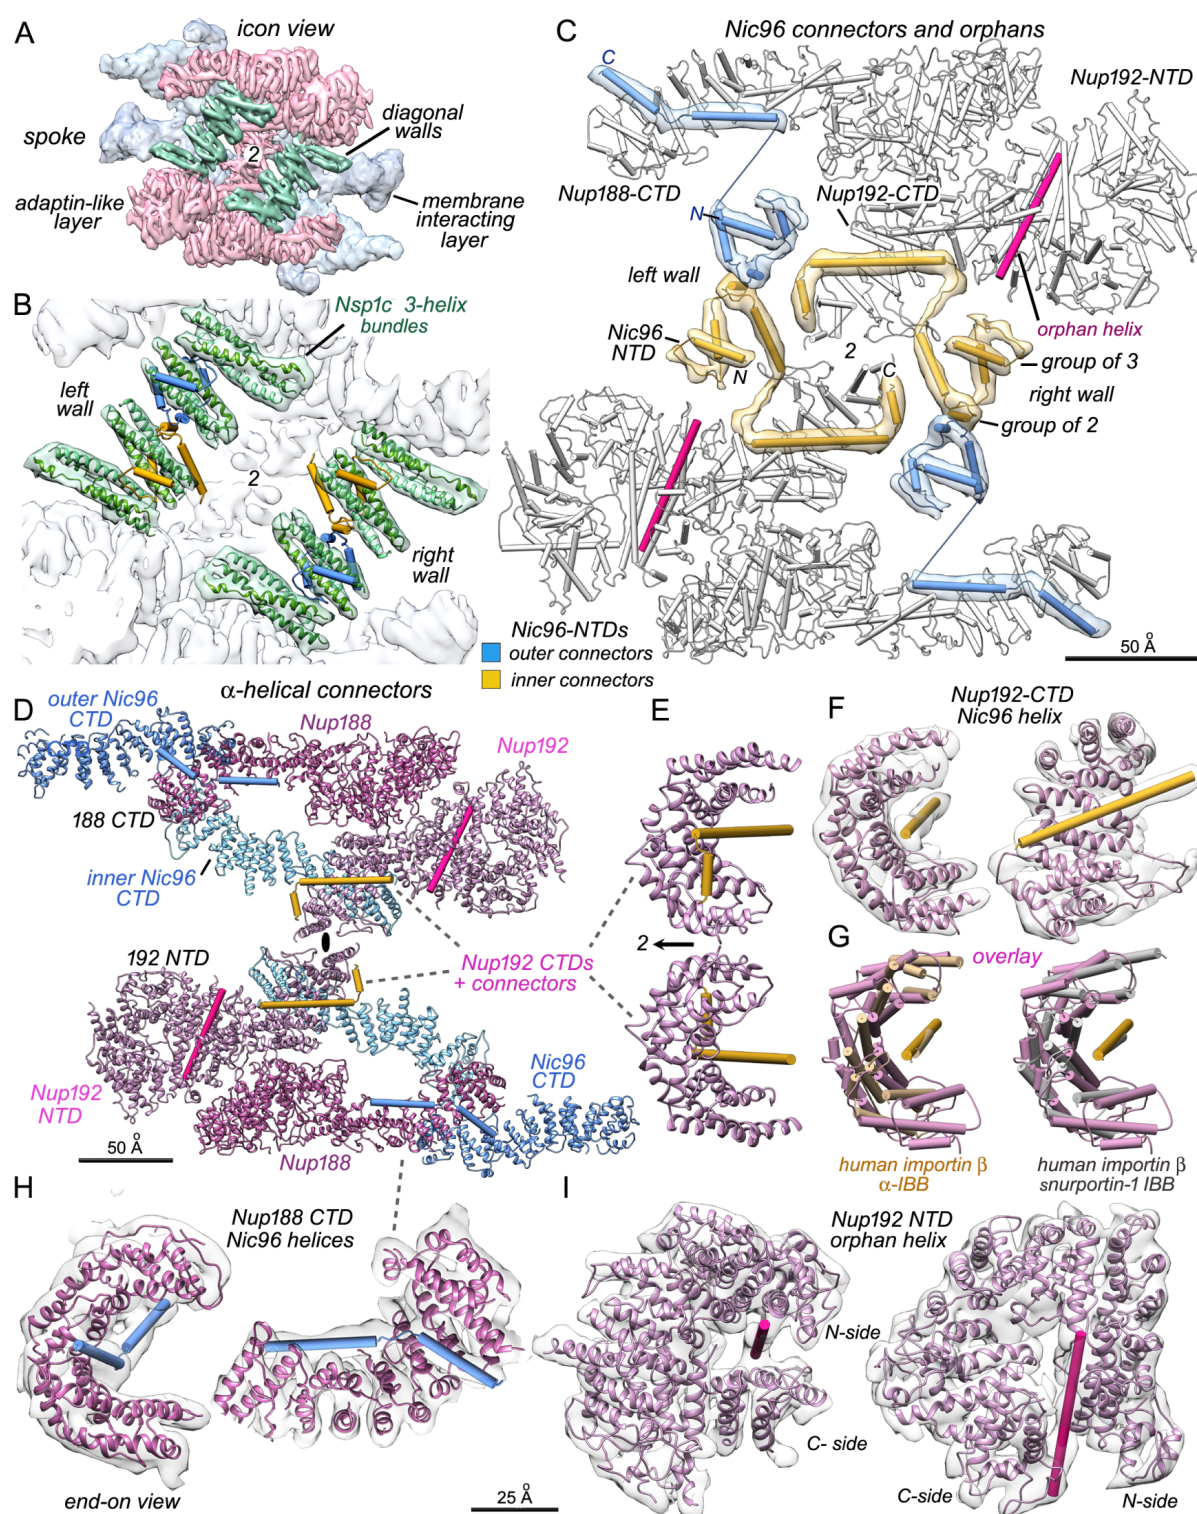 A
icon view
spoke
2
diagonal
walls
adaptin-like
layer
membrane
interacting
layer
B
Nsp1c 3-helix
bundles
left
wall
2
right
wall
Nic96-NTDs
outer connectors
inner connectors
C
Nic96 connectors and orphans
C
Nup192-NTD
Nup188-CTD
Nup192-CTD
N
left wall
orphan helix
Nic96
NTD
N
2
C
group of 3
right wall
group of 2
50 Å
α-helical connectors
D
outer Nic96
CTD
Nup188
Nup192
188 CTD
inner Nic96
CTD
192 NTD
Nup192 CTDs
+ connectors
Nup192
NTD
Nic96
CTD
50 Å
Nup188
E
2
F
Nup192-CTD
Nic96 helix
G
overlay
human importin β
α-IBB
human importin β
snurportin-1 IBB
H
Nup188 CTD
Nic96 helices
end-on view
25 Å
I
Nup192 NTD
orphan helix
N-side
C- side
C-side
N-side